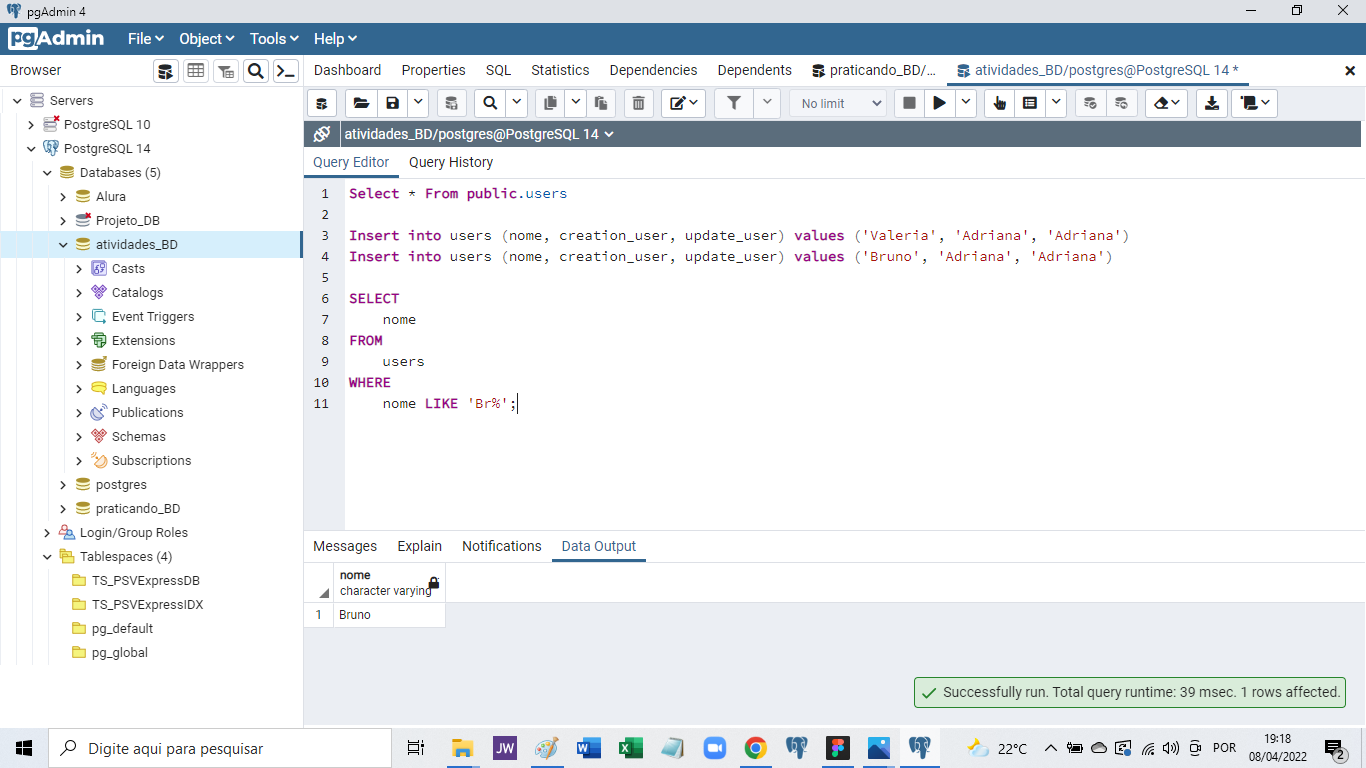 pgAdmin 4
pgAdmin File Object Tools Help
Browser
Dashboard Properties SQL Statistics Dependencies Dependents praticando_BD/... atividades_BD/postgres@PostgreSQL 14 *
No limit
atividades_BD/postgres@PostgreSQL 14
Query Editor Query History
Servers
PostgreSQL 10
PostgreSQL 14
Databases (5)
Alura
Projeto_DB
atividades_BD
Casts
Catalogs
Event Triggers
Extensions
Foreign Data Wrappers
Languages
Publications
Schemas
Subscriptions
postgres
praticando_BD
Login/Group Roles
Tablespaces (4)
TS_PSVExpressDB
TS_PSVExpressIDX
pg_default
pg_global
1 Select * From public.users
2
3 Insert into users (nome, creation_user, update_user) values ('Valeria', 'Adriana', 'Adriana')
4 Insert into users (nome, creation_user, update_user) values ('Bruno', 'Adriana', 'Adriana')
5
6 SELECT
7 nome
8 FROM
9 users
10 WHERE
11 nome LIKE 'Br%';
Messages Explain Notifications Data Output
nome
character varying
1 Bruno
Successfully run. Total query runtime: 39 msec. 1 rows affected.
Digite aqui para pesquisar
JW
22°C
POR
19:18
08/04/2022
2